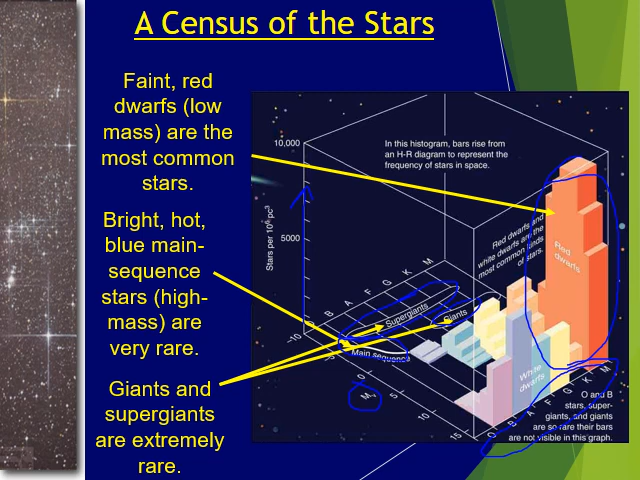 A Census of the Stars
Faint, red
dwarfs (low
mass) are the
most common
stars.
Bright, hot,
blue main-
sequence
stars (high-
mass) are
very rare.
Giants and
supergiants
are extremely
rare.
In this histogram, bars rise from
an H-R diagram to represent the
frequency of stars in space.
10,000
5000
Stars per 10⁶ pc³
Red dwarfs and
white dwarfs are the
most common kinds
of stars.
Red
dwarfs
O B A F G K M
Supergiants
Giants
Main sequence
White
dwarfs
–10
–5
0
5
10
15
Mᵥ
O B A F G K M
O and B
stars, super-
giants, and giants
are so rare their bars
are not visible in this graph.